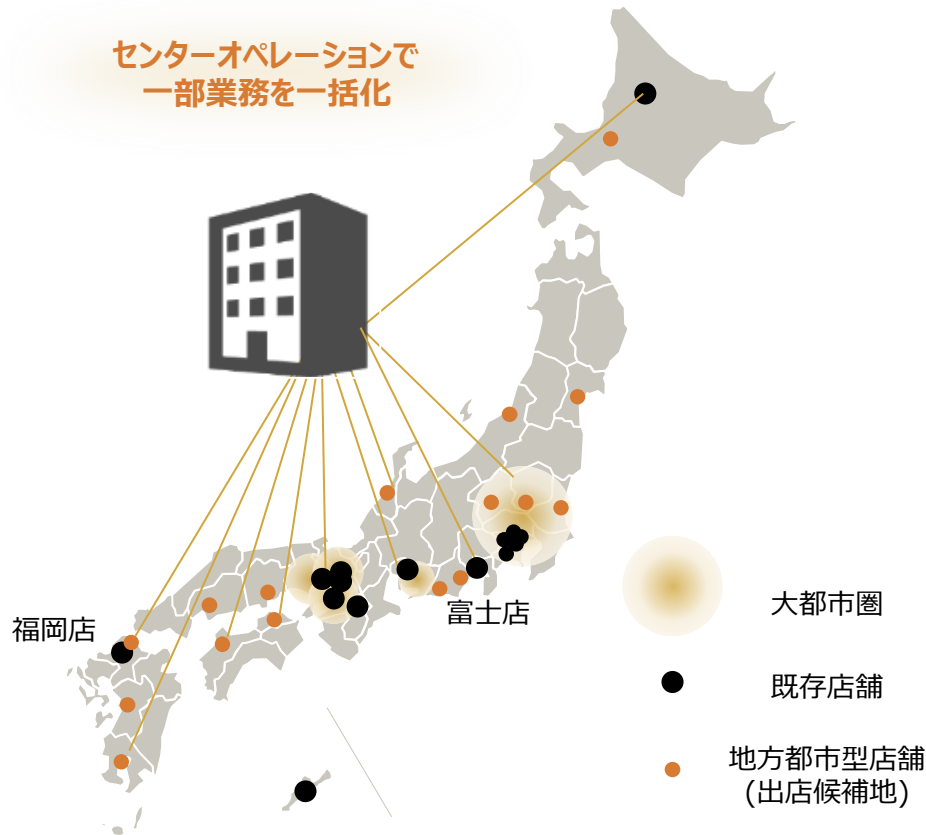 センターオペレーションで
一部業務を一括化
福岡店
富士店
大都市圏
既存店舗
地方都市型店舗
(出店候補地)